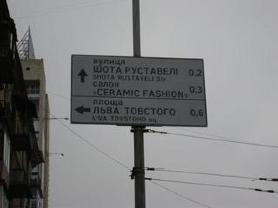 вулиця
ШОТА РУСТАВЕЛІ 0,2
SHOTA RUSTAVELI St.
салон
«CERAMIC FASHION» 0,3
площа
ЛЬВА ТОВСТОГО 0,6
L'VA TOVSTOHO sq.